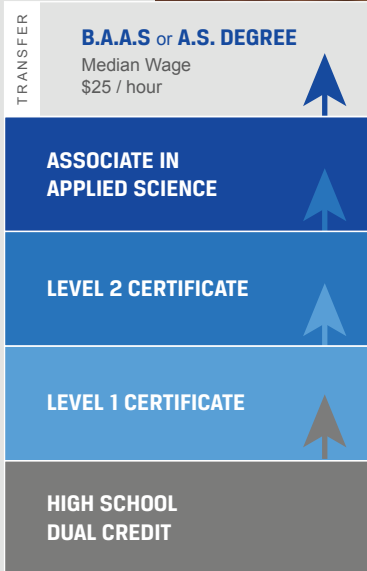 TRANSFER
B.A.A.S or A.S. DEGREE
Median Wage
$25 / hour
ASSOCIATE IN
APPLIED SCIENCE
LEVEL 2 CERTIFICATE
LEVEL 1 CERTIFICATE
HIGH SCHOOL
DUAL CREDIT